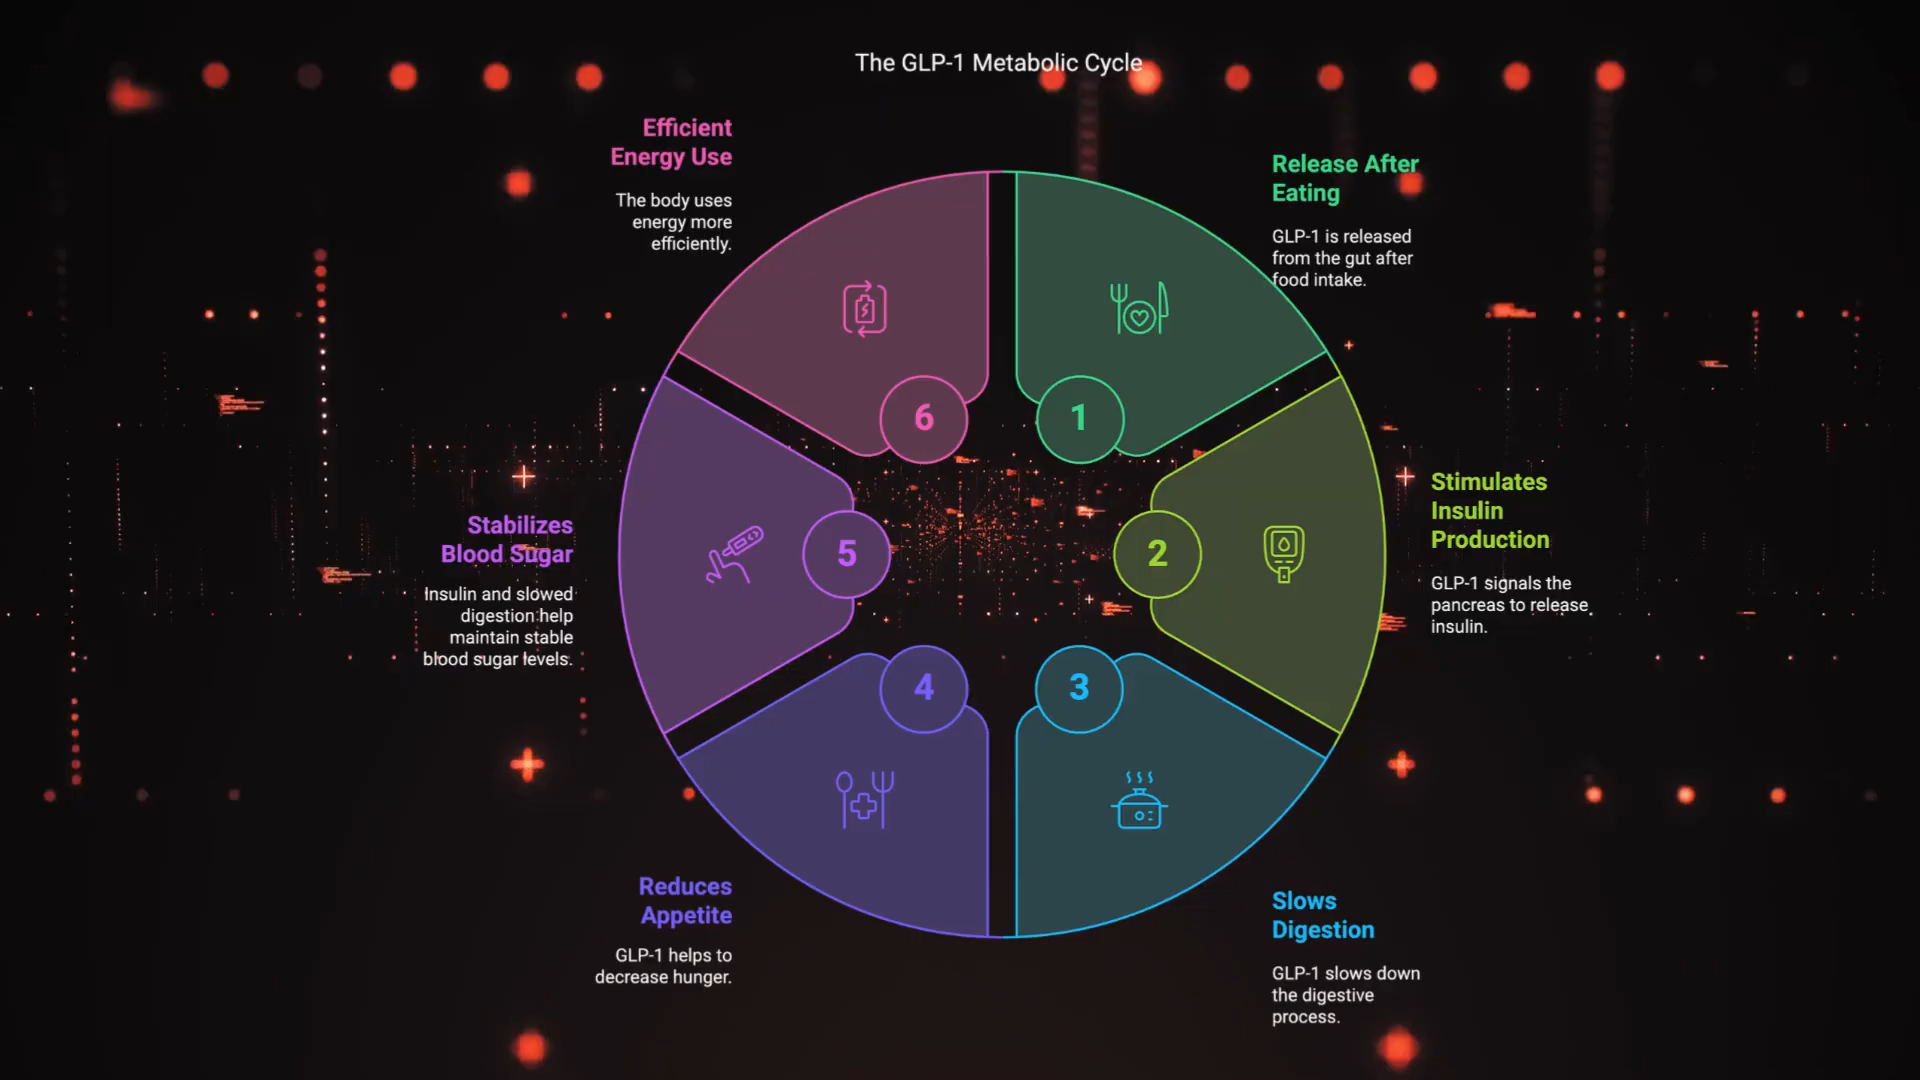 The GLP-1 Metabolic Cycle
Release After
Eating
GLP-1 is released
from the gut after
food intake.
1
Stimulates
Insulin
Production
GLP-1 signals the
pancreas to release
insulin.
2
Slows
Digestion
GLP-1 slows down
the digestive
process.
3
Reduces
Appetite
GLP-1 helps to
decrease hunger.
4
Stabilizes
Blood Sugar
Insulin and slowed
digestion help
maintain stable
blood sugar levels.
5
Efficient
Energy Use
The body uses
energy more
efficiently.
6